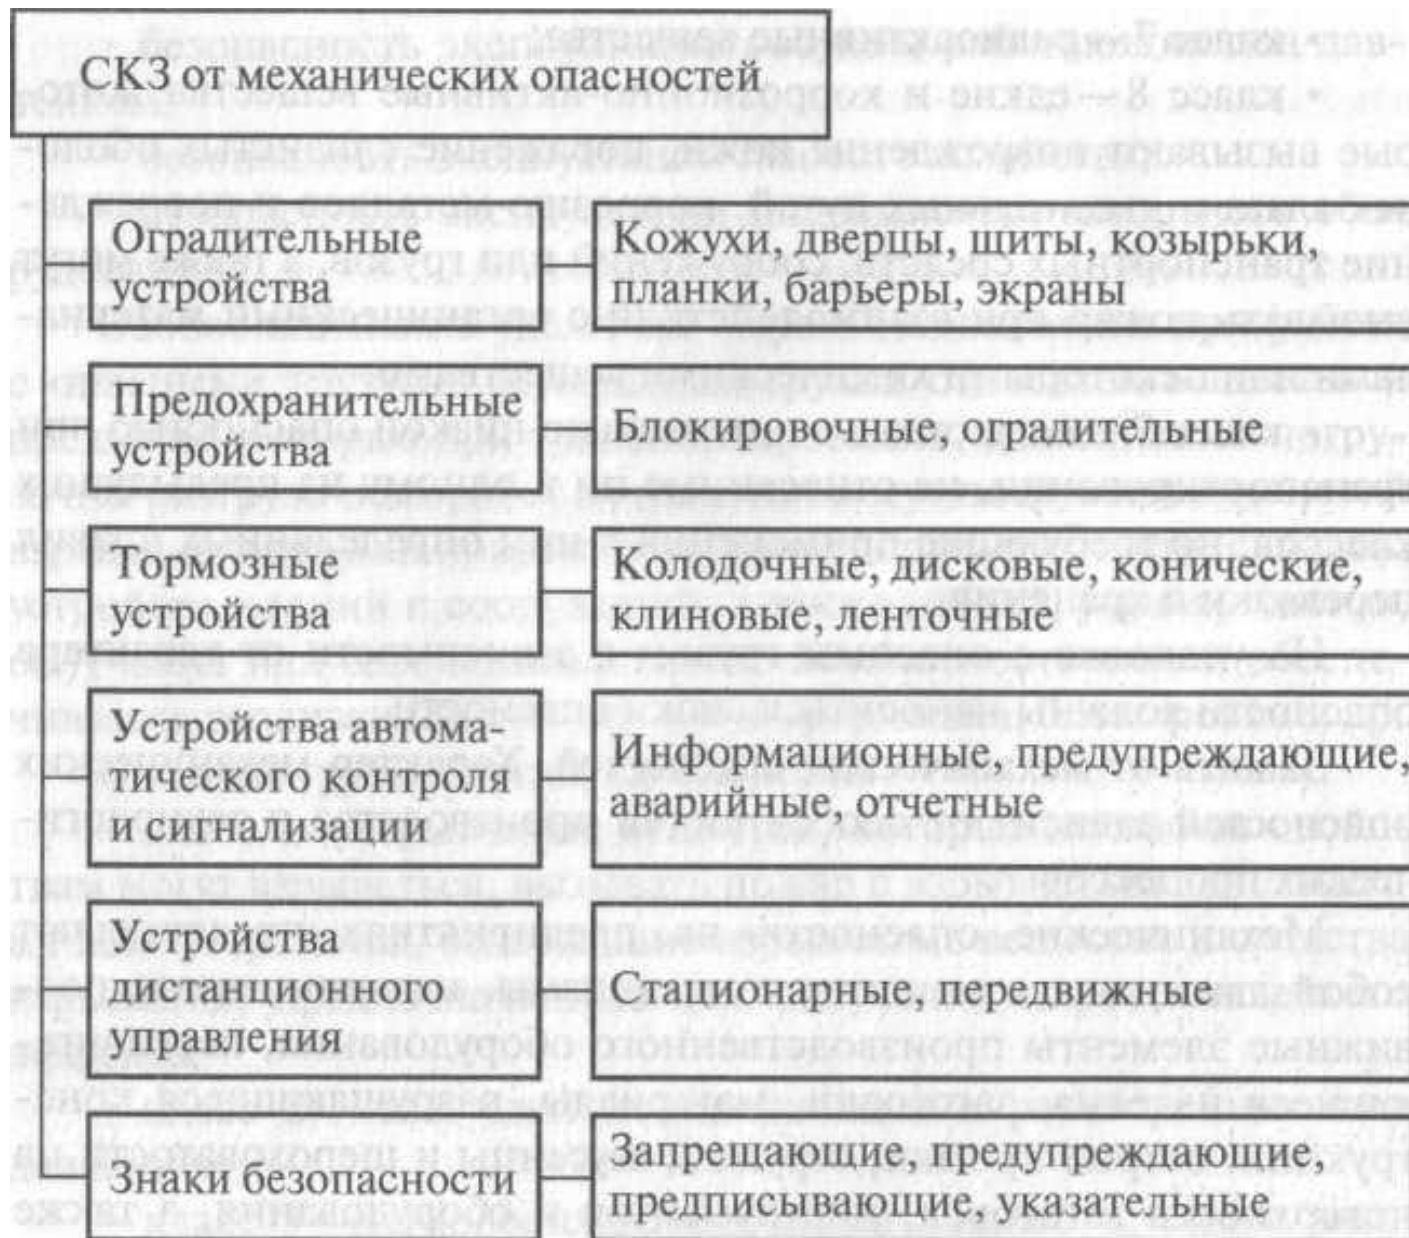 СКЗ от механических опасностей
Оградительные
устройства
Кожухи, дверцы, щиты, козырьки,
планки, барьеры, экраны
Предохранительные
устройства
Блокировочные, оградительные
Тормозные
устройства
Колодочные, дисковые, конические,
клиновые, ленточные
Устройства автома-
тического контроля
и сигнализации
Информационные, предупреждающие,
аварийные, отчетные
Устройства
дистанционного
управления
Стационарные, передвижные
Знаки безопасности
Запрещающие, предупреждающие,
предписывающие, указательные